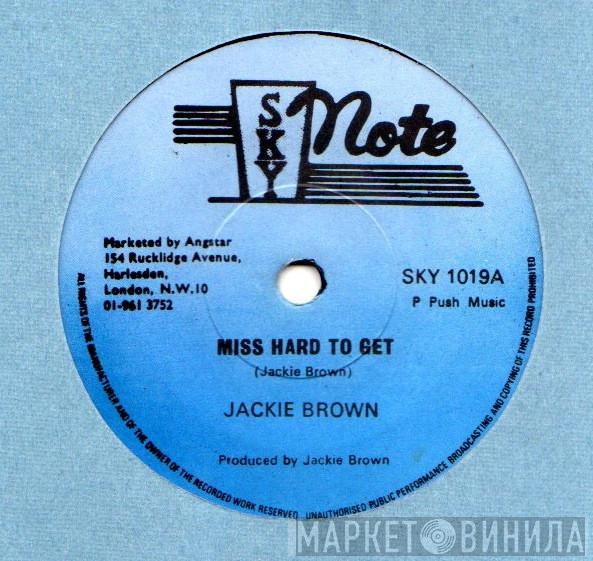 SKY Note
Marketed by Angstar
154 Rucklidge Avenue,
Harlesden,
London, N.W.10
01-961 3752
SKY 1019A
P Push Music
MISS HARD TO GET
(Jackie Brown)
JACKIE BROWN
Produced by Jackie Brown
ALL RIGHTS OF THE MANUFACTURER AND OF THE OWNER OF THE RECORDED WORK RESERVED. UNAUTHORISED PUBLIC PERFORMANCE BROADCASTING AND COPYING OF THIS RECORD PROHIBITED
МАРКЕТ ВИНИЛА